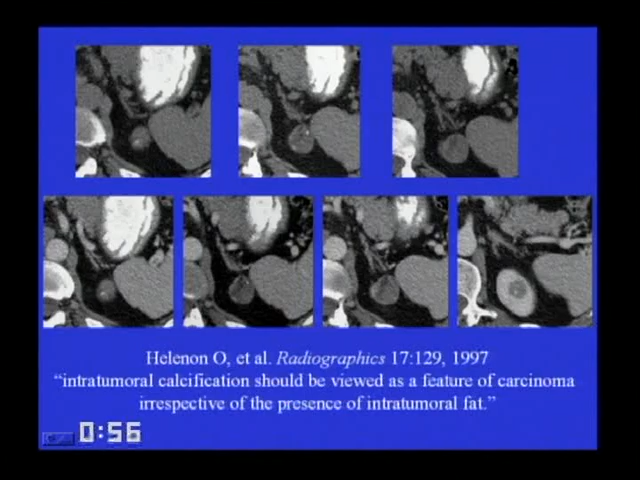 Helenon O, et al. Radiographics 17:129, 1997
“intratumoral calcification should be viewed as a feature of carcinoma
irrespective of the presence of intratumoral fat.”
0:56